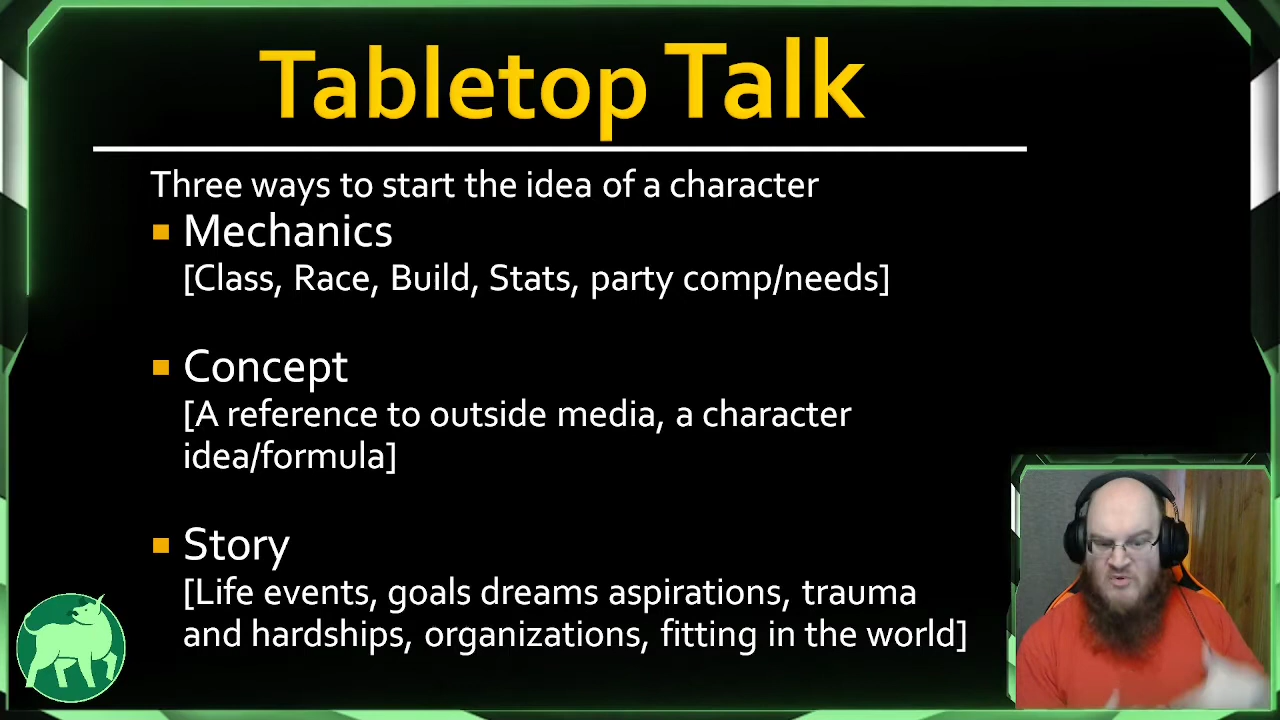 Tabletop Talk
Three ways to start the idea of a character
Mechanics
[Class, Race, Build, Stats, party comp/needs]
Concept
[A reference to outside media, a character
idea/formula]
Story
[Life events, goals dreams aspirations, trauma
and hardships, organizations, fitting in the world]